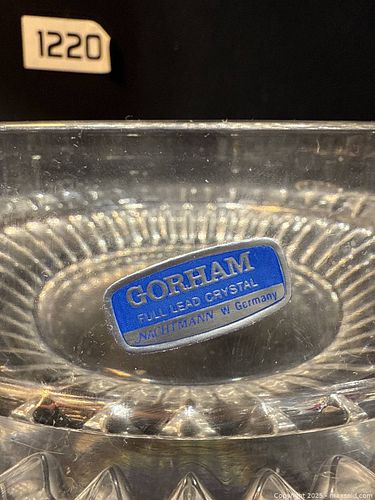 1220
GORHAM
FULL LEAD CRYSTAL
NACHTMANN W Germany
Copyright 2025 - maxsold.com